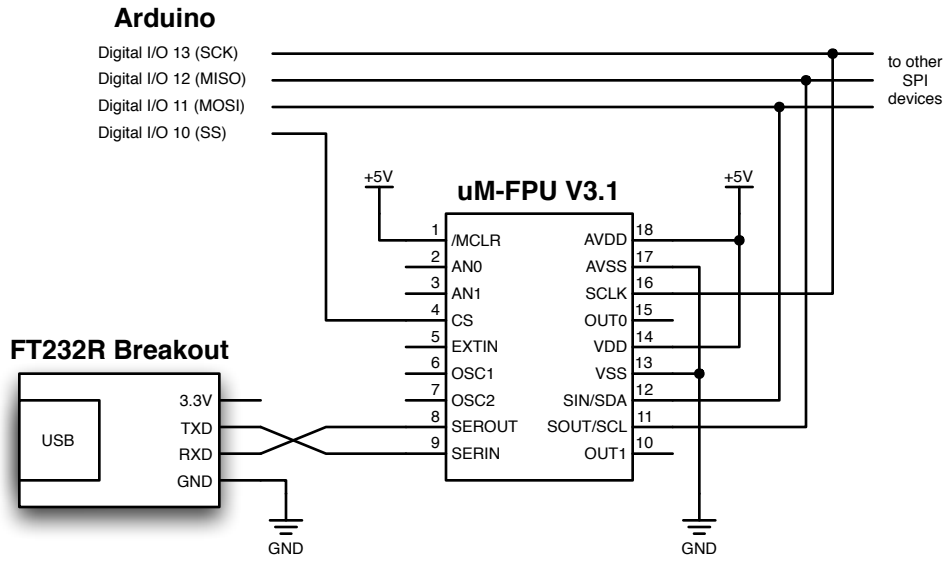 Arduino
Digital I/O 13 (SCK)
Digital I/O 12 (MISO)
Digital I/O 11 (MOSI)
Digital I/O 10 (SS)
to other
SPI
devices
+5V
uM-FPU V3.1
+5V
1
/MCLR
2
AN0
3
AN1
4
CS
5
EXTIN
6
OSC1
7
OSC2
8
SEROUT
9
SERIN
AVDD
18
AVSS
17
SCLK
16
OUT0
15
VDD
14
VSS
13
SIN/SDA
12
SOUT/SCL
11
OUT1
10
FT232R Breakout
USB
3.3V
TXD
RXD
GND
GND
GND